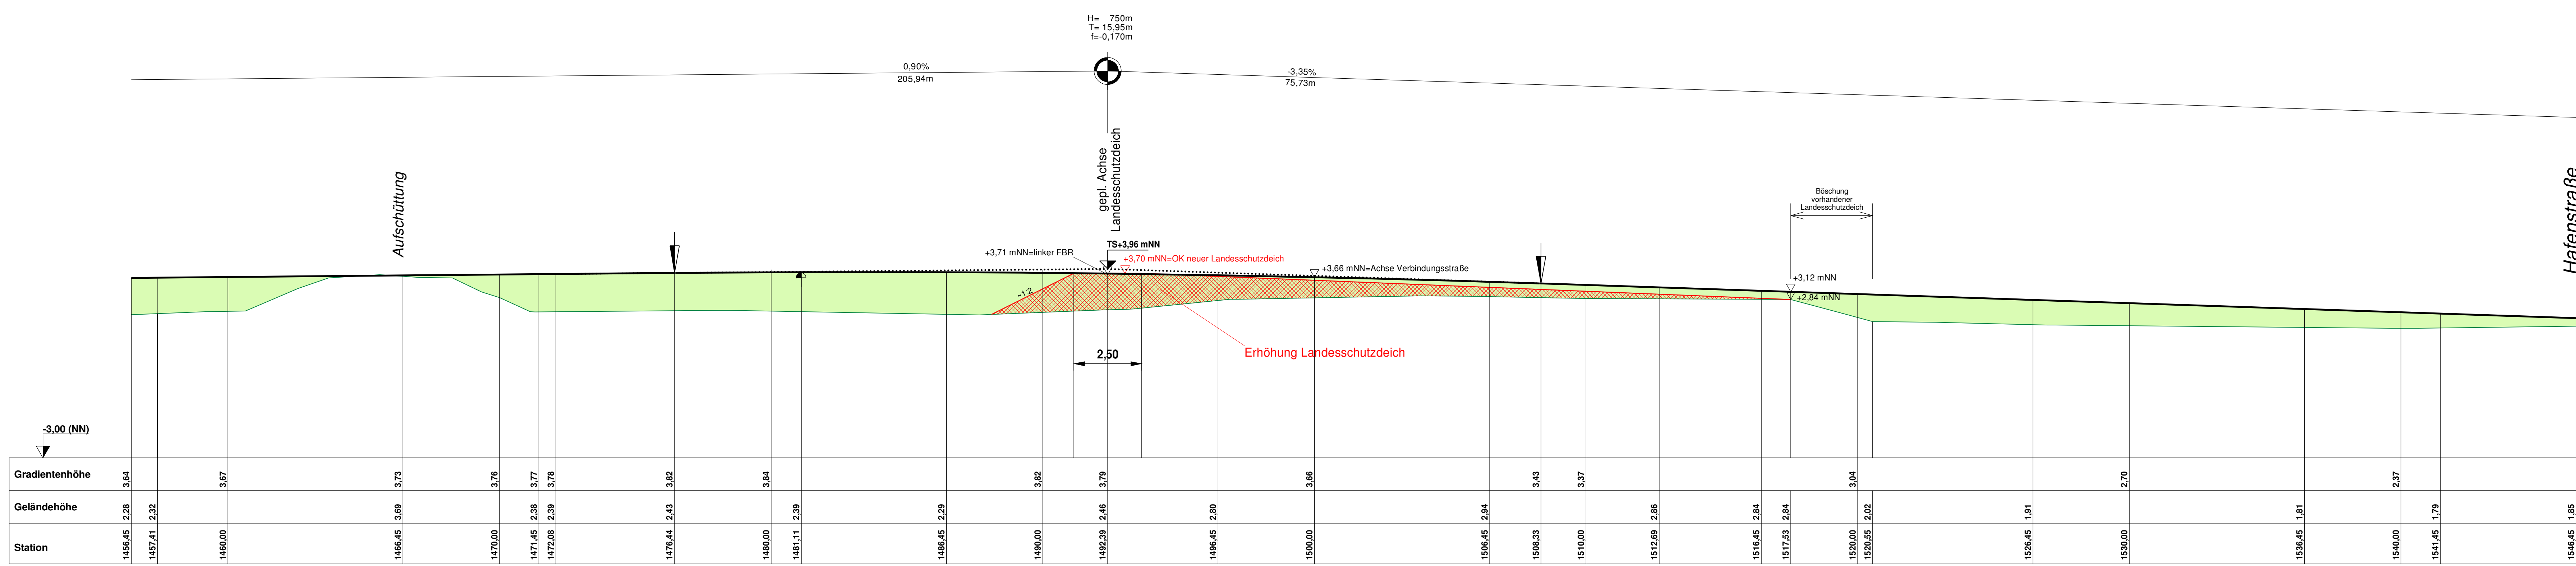 H= 750m
T= 15,95m
f=-0,170m
0,90%
205,94m
-3,35%
75,73m
Aufschüttung
gepl. Achse
Landesschutzdeich
Böschung
vorhandener
Landesschutzdeich
Hafenstraße
TS+3,96 mNN
+3,71 mNN=linker FBR
+3,70 mNN=OK neuer Landesschutzdeich
+3,66 mNN=Achse Verbindungsstraße
+3,12 mNN
+2,84 mNN
~1:2
2,50
Erhöhung Landesschutzdeich
-3,00 (NN)
Gradientenhöhe 3,64 3,67 3,73 3,76 3,77 3,78 3,82 3,84 3,82 3,79 3,66 3,43 3,37 3,04 2,70 2,37
Geländehöhe 2,28 2,32 3,69 2,38 2,39 2,43 2,39 2,29 2,46 2,80 2,94 2,86 2,84 2,84 2,02 1,91 1,81 1,79 1,85
Station 1456,45 1457,41 1460,00 1466,45 1470,00 1471,45 1472,08 1476,44 1480,00 1481,11 1486,45 1490,00 1492,39 1496,45 1500,00 1506,45 1508,33 1510,00 1512,69 1516,45 1517,53 1520,00 1520,55 1526,45 1530,00 1536,45 1540,00 1541,45 1546,45